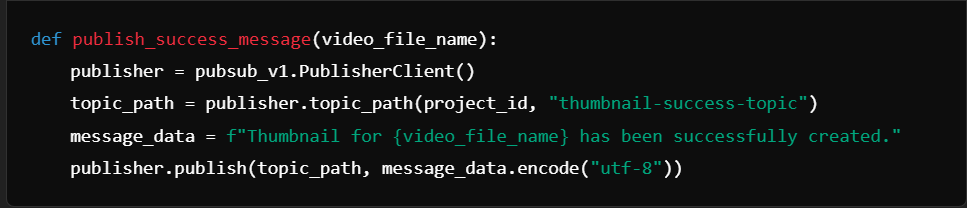 def publish_success_message(video_file_name):
    publisher = pubsub_v1.PublisherClient()
    topic_path = publisher.topic_path(project_id, "thumbnail-success-topic")
    message_data = f"Thumbnail for {video_file_name} has been successfully created."
    publisher.publish(topic_path, message_data.encode("utf-8"))